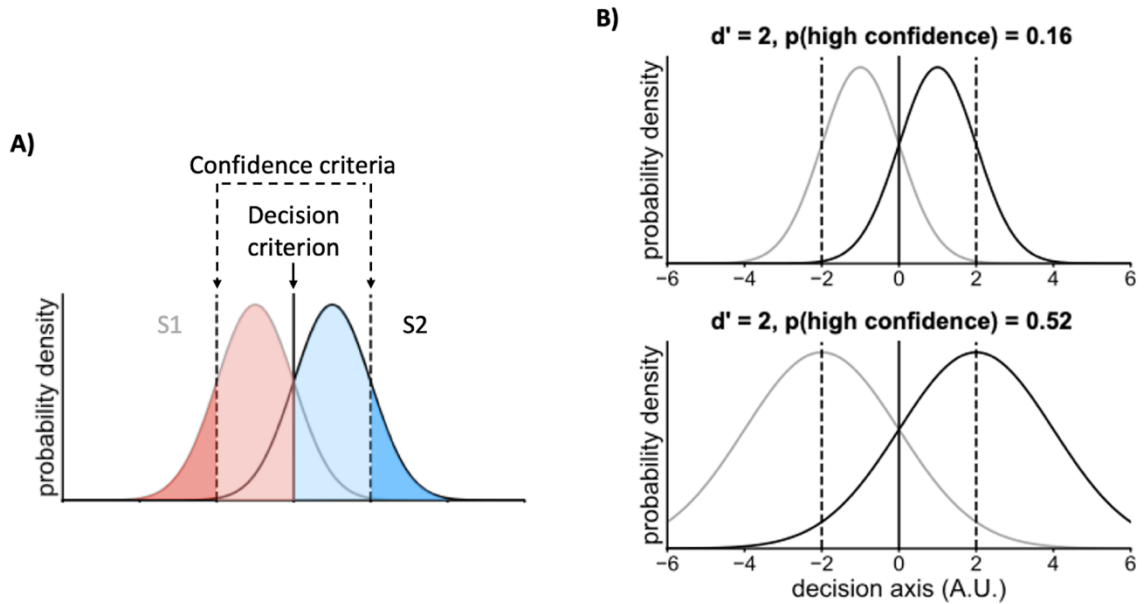 A)
Confidence criteria
Decision
criterion
S1
S2
probability density
B)
d' = 2, p(high confidence) = 0.16
probability density
−6
−4
−2
0
2
4
6
d' = 2, p(high confidence) = 0.52
probability density
−6
−4
−2
0
2
4
6
decision axis (A.U.)